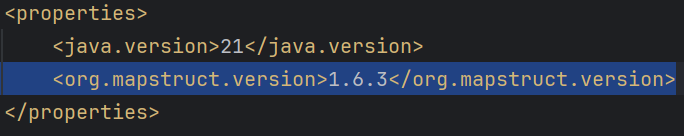 <properties>
    <java.version>21</java.version>
    <org.mapstruct.version>1.6.3</org.mapstruct.version>
</properties>